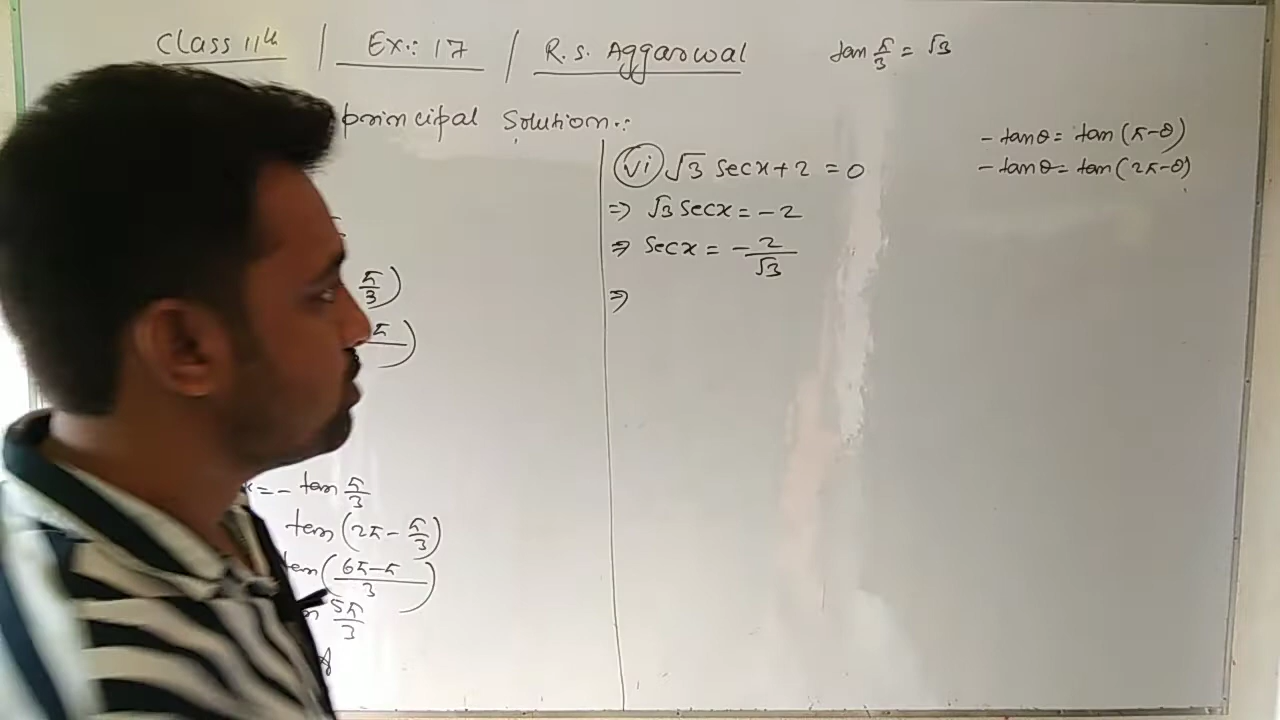 Class 11th / Ex.: 17 / R. S. Aggarwal
tan π/3 = √3
principal Solution.:
- tanθ = tan (π-θ)
- tanθ = tan (2π-θ)
π/3)
π)
x = - tan π/3
tan (2π - π/3)
tan (6π-π/3)
5π/3
(vi) √3 secx + 2 = 0
⇒ √3 secx = - 2
⇒ secx = - 2/√3
⇒